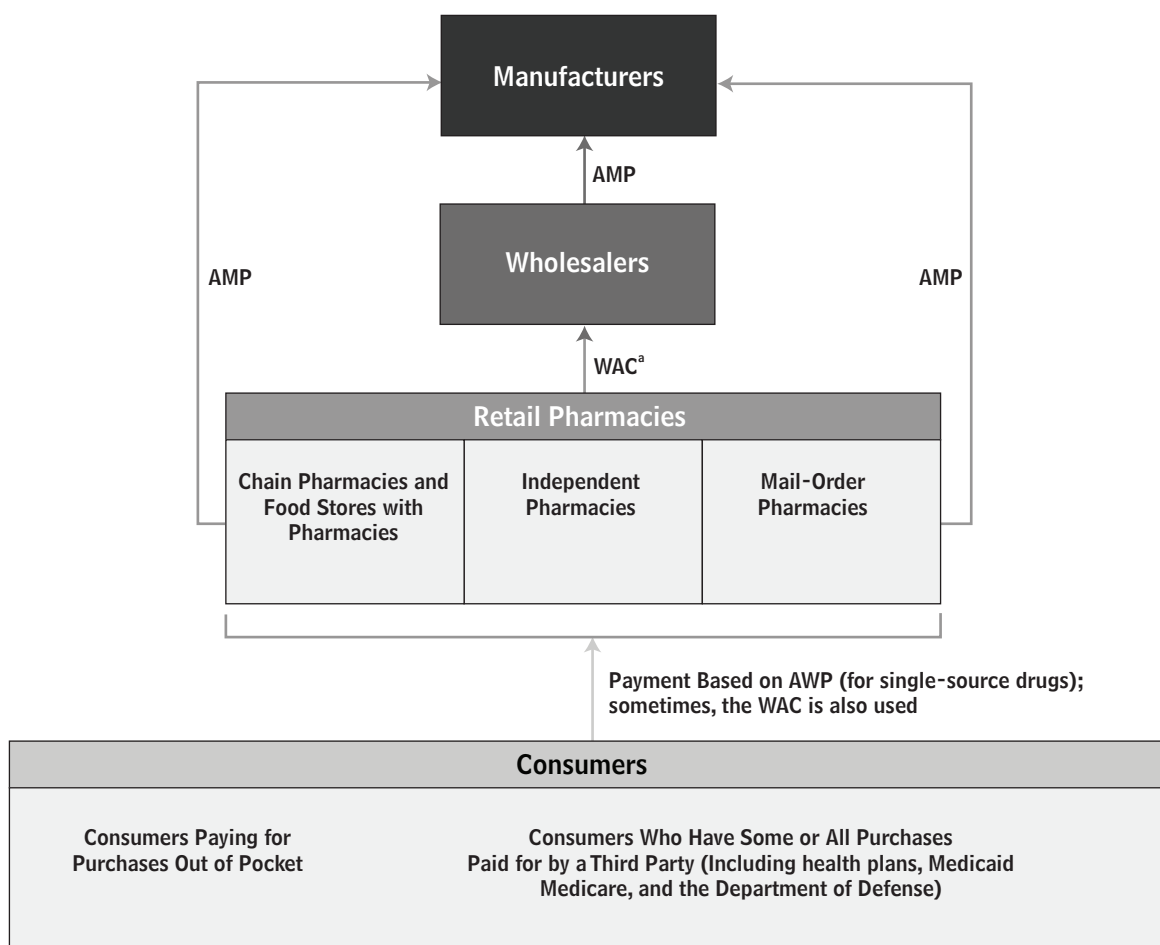 Manufacturers
AMP
Wholesalers
AMP
AMP
WACa
Retail Pharmacies
Chain Pharmacies and
Food Stores with
Pharmacies
Independent
Pharmacies
Mail-Order
Pharmacies
Payment Based on AWP (for single-source drugs);
sometimes, the WAC is also used
Consumers
Consumers Paying for
Purchases Out of Pocket
Consumers Who Have Some or All Purchases
Paid for by a Third Party (Including health plans, Medicaid
Medicare, and the Department of Defense)